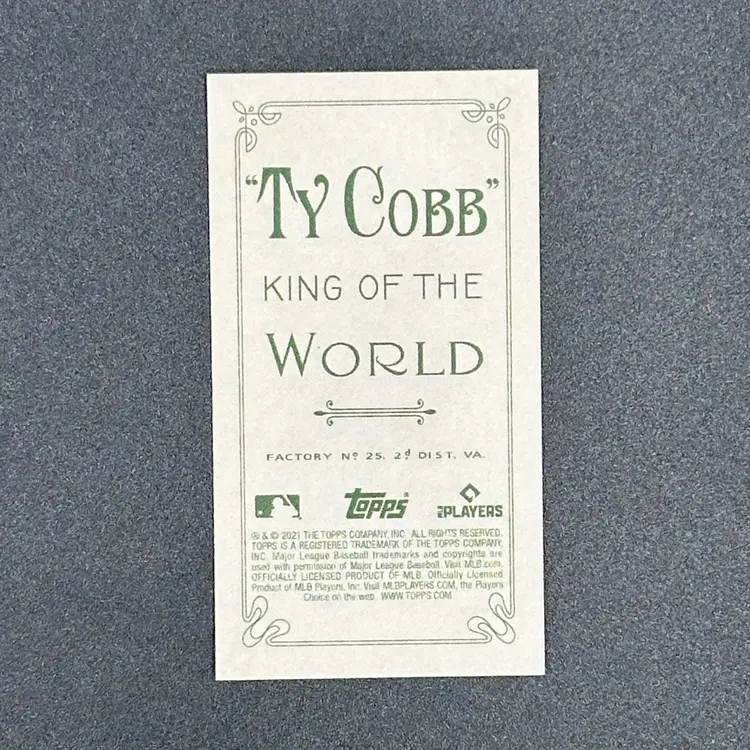 "TY COBB"
KING OF THE
WORLD
FACTORY Nº 25. 2d DIST. VA.
topps PLAYERS
® & © 2021 THE TOPPS COMPANY, INC. ALL RIGHTS RESERVED.
TOPPS IS A REGISTERED TRADEMARK OF THE TOPPS COMPANY,
INC. Major League Baseball trademarks and copyrights are
used with permission of Major League Baseball. Visit MLB.com.
OFFICIALLY LICENSED PRODUCT OF MLB. Officially Licensed
Product of MLB Players, Inc. Visit MLBPLAYERS.COM, the Players
Choice on the web. WWW.TOPPS.COM